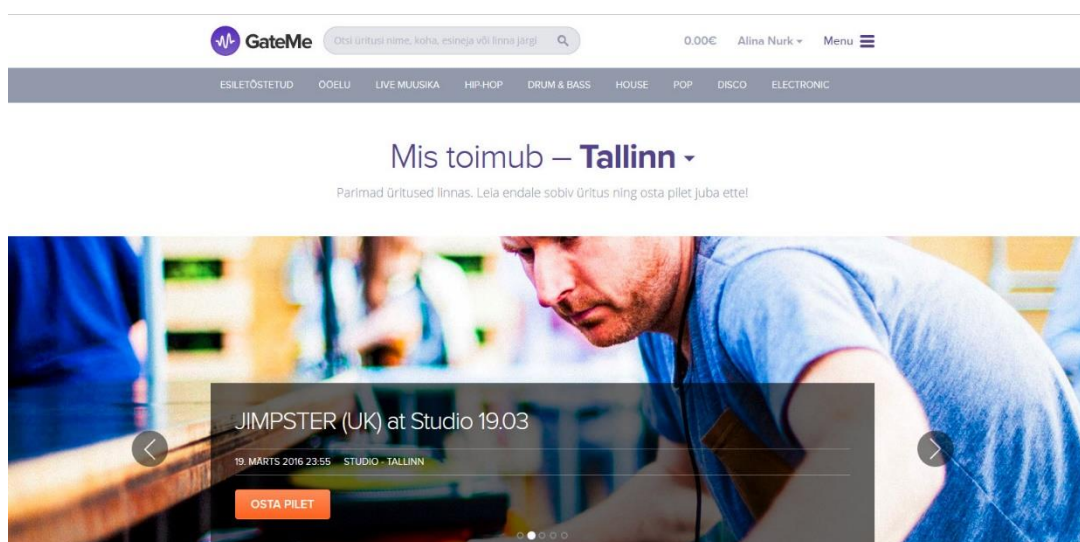 GateMe
Otsi üritusi nime, koha, esineja või linna järgi
0.00€ Alina Nurk Menu
ESILETÕSTETUD ÖÖELU LIVE MUUSIKA HIP-HOP DRUM & BASS HOUSE POP DISCO ELECTRONIC
Mis toimub – Tallinn
Parimad üritused linnas. Leia endale sobiv üritus ning osta pilet juba ette!
JIMPSTER (UK) at Studio 19.03
19. MÄRTS 2016 23:55 STUDIO - TALLINN
OSTA PILET